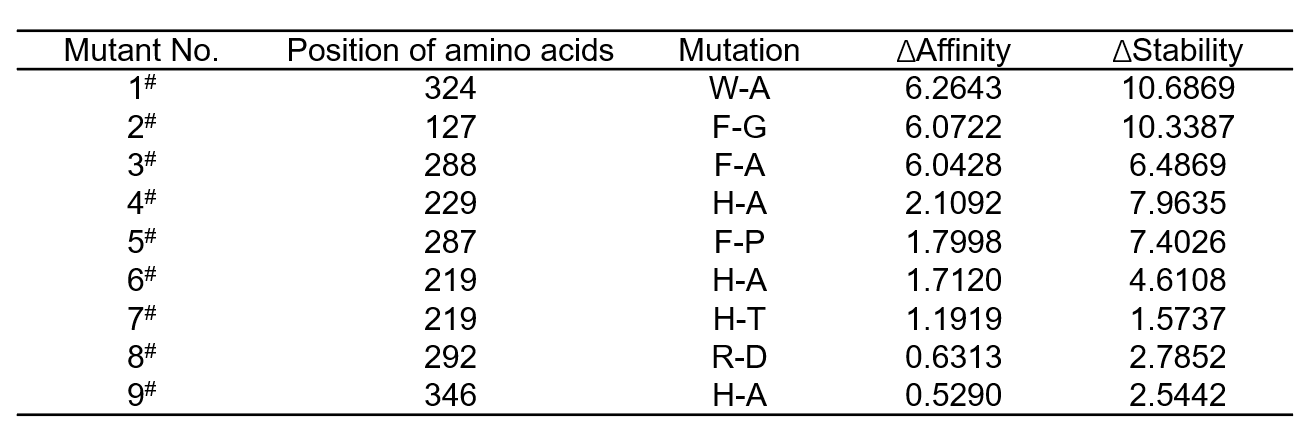 Mutant No. Position of amino acids Mutation ΔAffinity ΔStability
1# 324 W-A 6.2643 10.6869
2# 127 F-G 6.0722 10.3387
3# 288 F-A 6.0428 6.4869
4# 229 H-A 2.1092 7.9635
5# 287 F-P 1.7998 7.4026
6# 219 H-A 1.7120 4.6108
7# 219 H-T 1.1919 1.5737
8# 292 R-D 0.6313 2.7852
9# 346 H-A 0.5290 2.5442